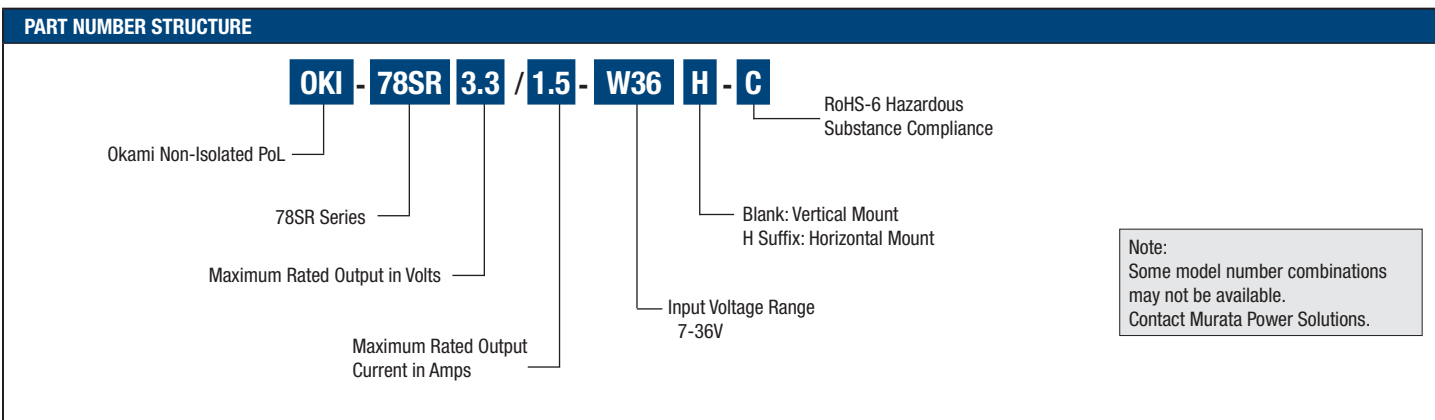 PART NUMBER STRUCTURE
OKI - 78SR 3.3 / 1.5 - W36 H - C
RoHS-6 Hazardous
Substance Compliance
Okami Non-Isolated PoL
78SR Series
Blank: Vertical Mount
H Suffix: Horizontal Mount
Maximum Rated Output in Volts
Input Voltage Range
7-36V
Maximum Rated Output
Current in Amps
Note:
Some model number combinations
may not be available.
Contact Murata Power Solutions.